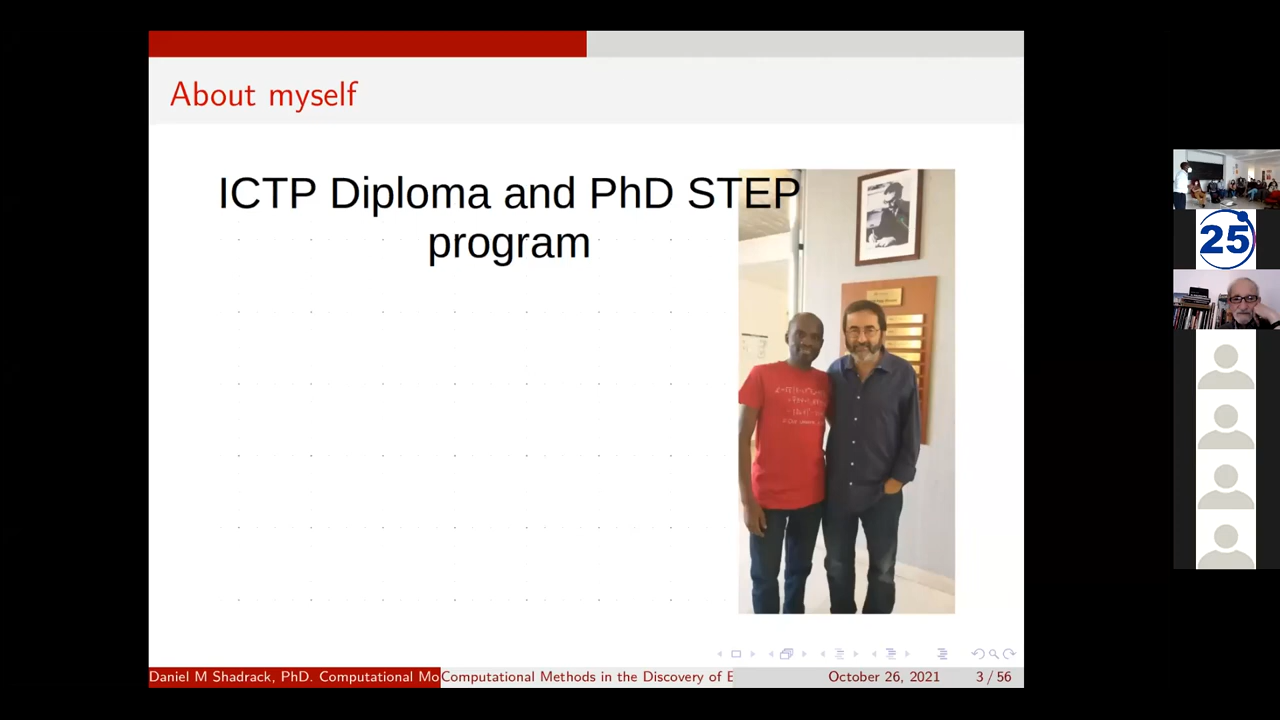 About myself
ICTP Diploma and PhD STEP
program
Daniel M Shadrack, PhD. Computational Mo
Computational Methods in the Discovery of
October 26, 2021
3 / 56
25